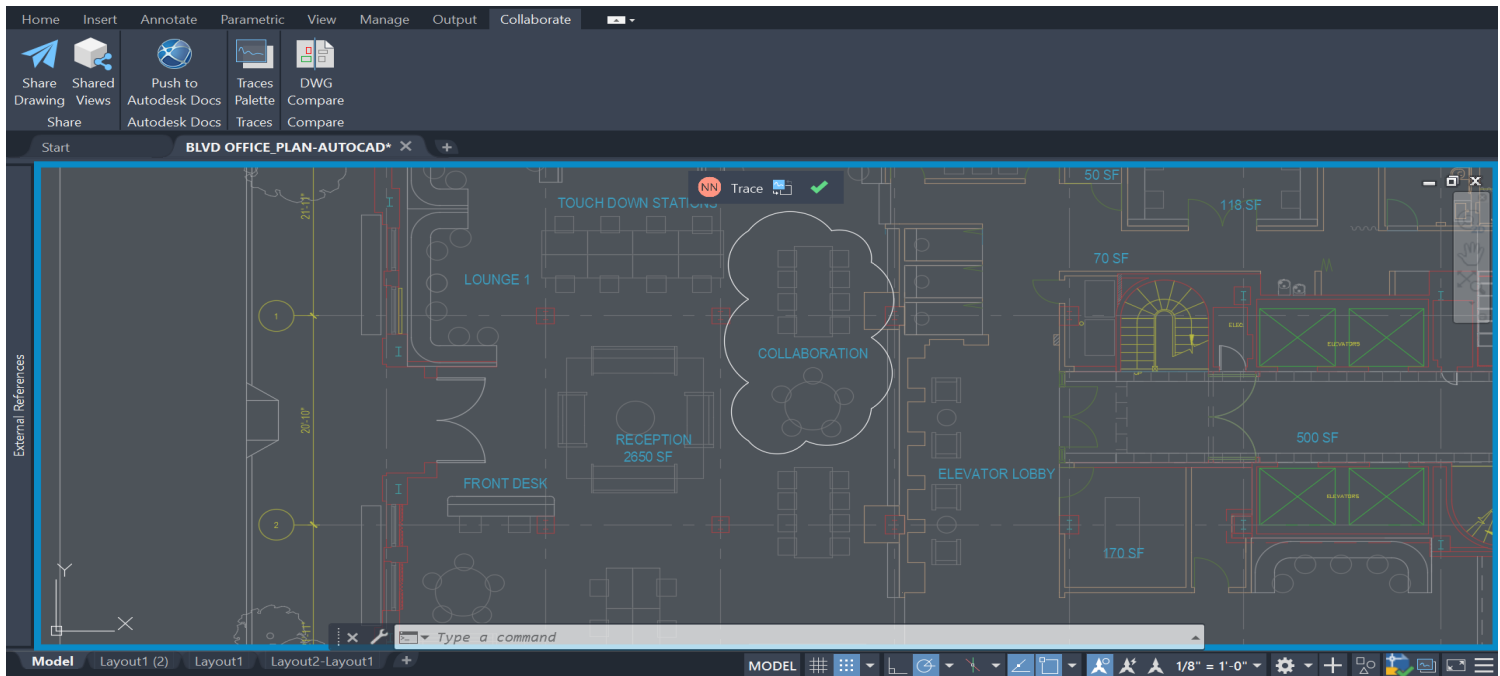 Home Insert Annotate Parametric View Manage Output Collaborate
Share Drawing
Shared Views
Push to Autodesk Docs
Traces Palette
DWG Compare
Share Autodesk Docs Traces Compare
Start BLVD OFFICE_PLAN-AUTOCAD*
External References
NN Trace
50 SF
TOUCH DOWN STATIONS
118 SF
21'-11"
70 SF
LOUNGE 1
1
ELEC
ELEVATORS
COLLABORATION
20'-10"
RECEPTION
2650 SF
500 SF
FRONT DESK
ELEVATOR LOBBY
ELEVATORS
2
170 SF
Y
X
Type a command
Model Layout1 (2) Layout1 Layout2-Layout1
MODEL 1/8" = 1'-0"